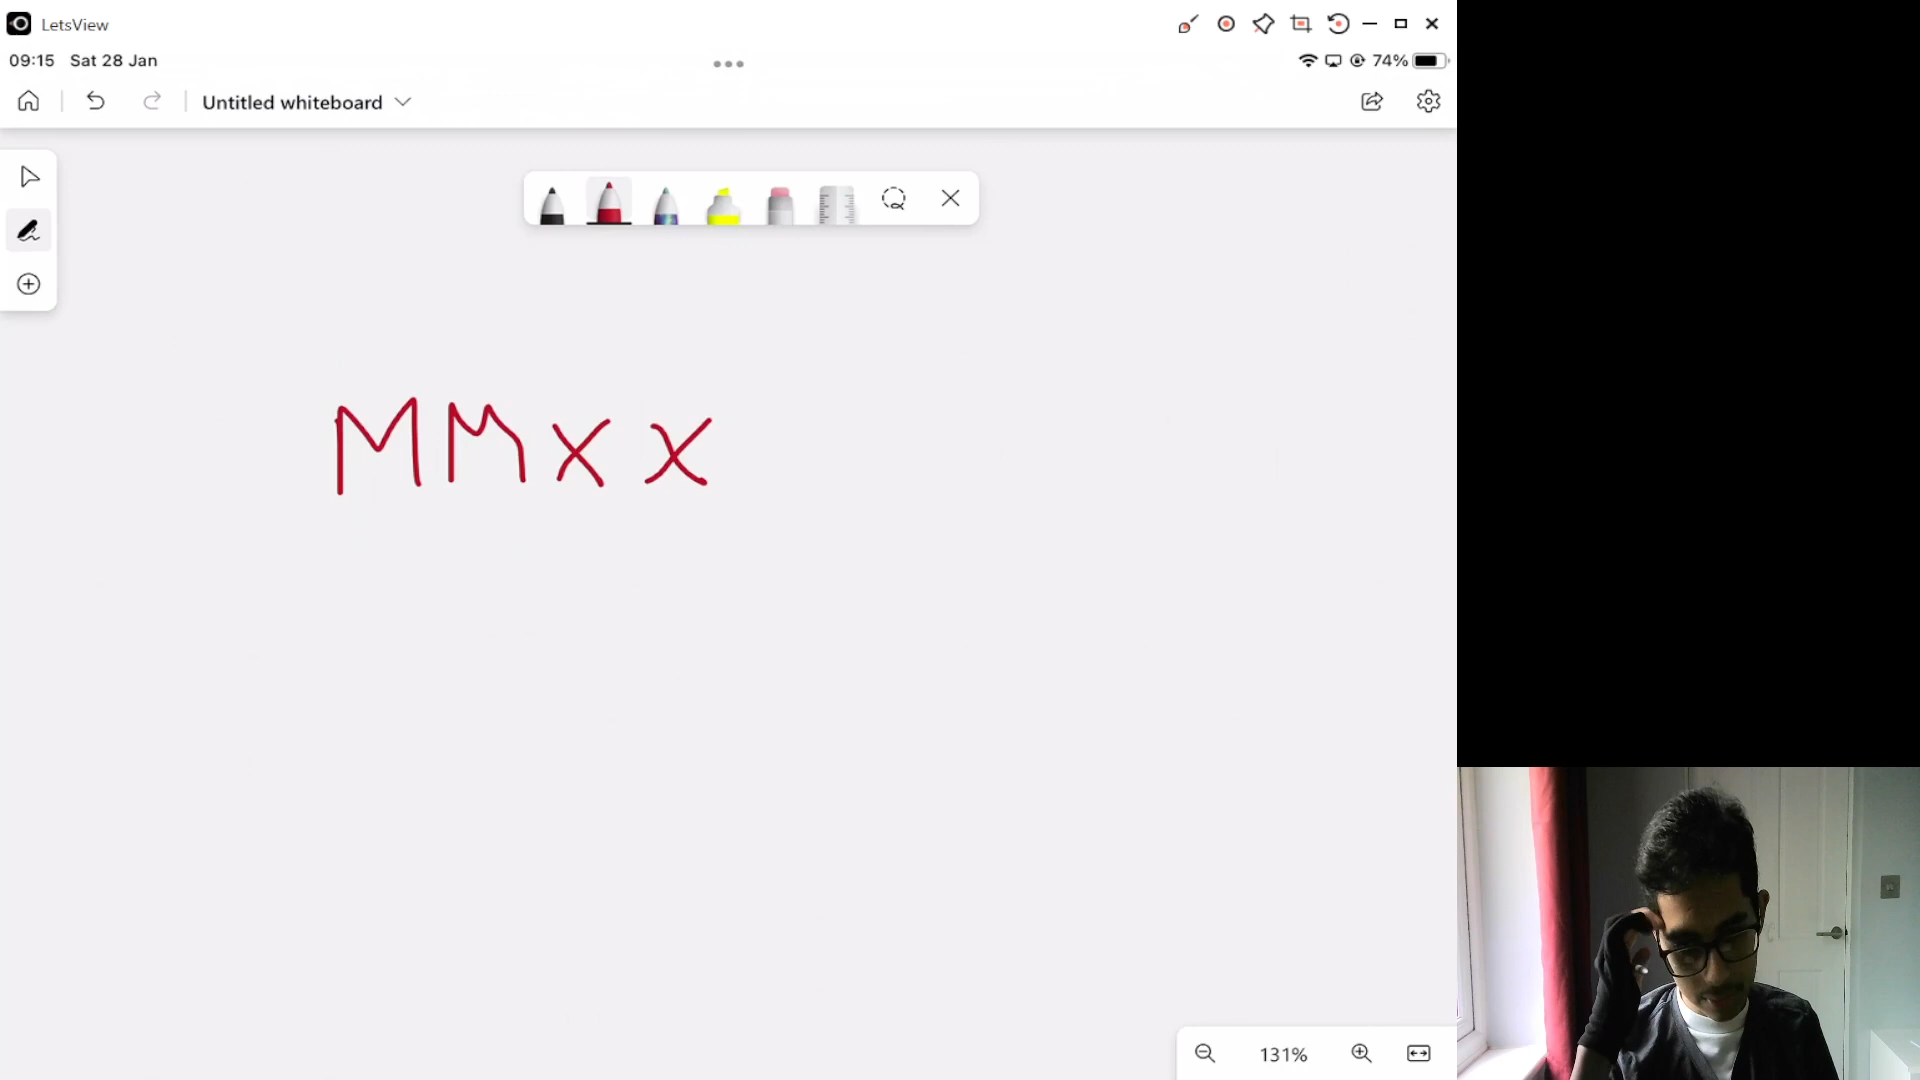 LetsView
09:15 Sat 28 Jan
74%
Untitled whiteboard
MMXX
131%